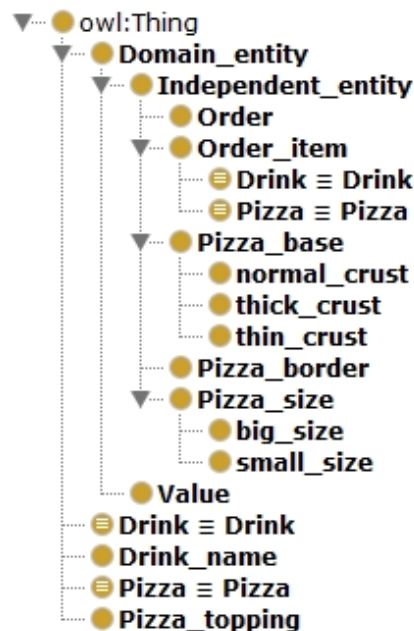 owl:Thing
Domain_entity
Independent_entity
Order
Order_item
Drink ≡ Drink
Pizza ≡ Pizza
Pizza_base
normal_crust
thick_crust
thin_crust
Pizza_border
Pizza_size
big_size
small_size
Value
Drink ≡ Drink
Drink_name
Pizza ≡ Pizza
Pizza_topping